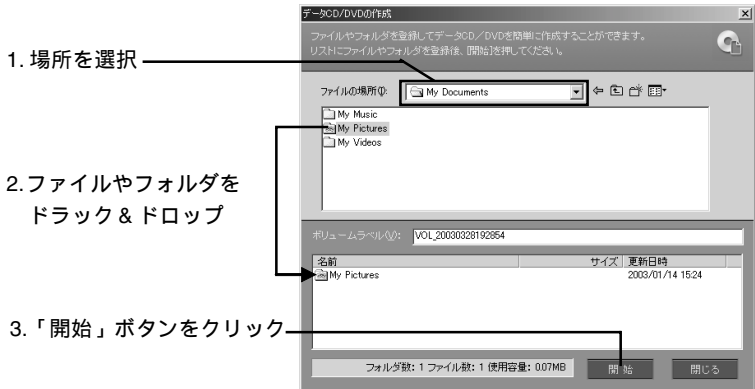 データCD/DVDの作成
ファイルやフォルダを登録してデータCD／DVDを簡単に作成することができます。
リストにファイルやフォルダを登録後、[開始]を押してください。
1. 場所を選択
ファイルの場所(I):
My Documents
My Music
My Pictures
My Videos
2.ファイルやフォルダを
ドラック＆ドロップ
ボリュームラベル(V):
VOL_20030328192854
名前 サイズ 更新日時
My Pictures 2003/01/14 15:24
3.「開始」ボタンをクリック
フォルダ数: 1 ファイル数: 1 使用容量: 0.07MB
開始
閉じる